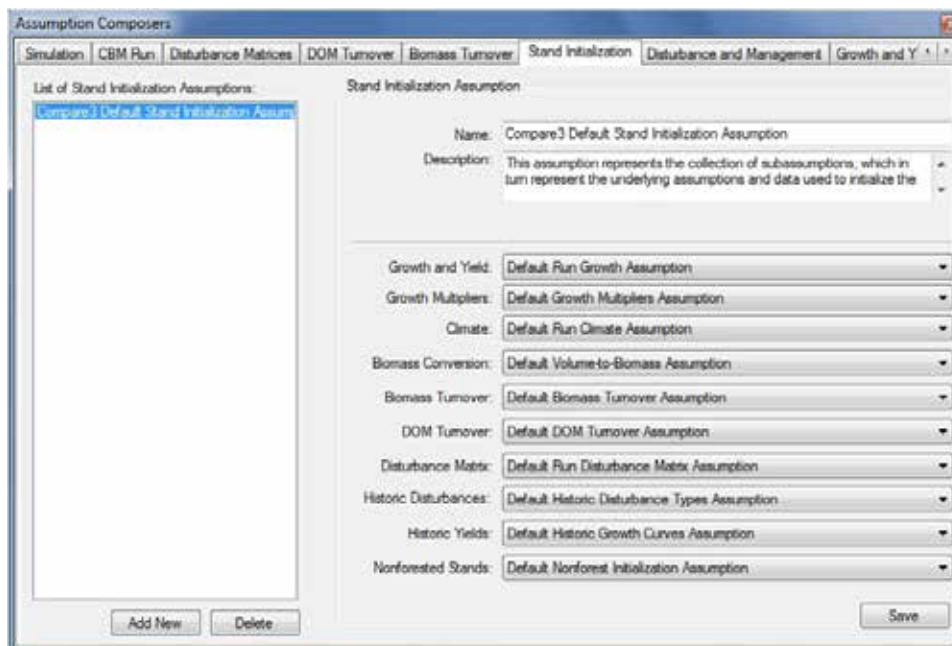 Assumption Composers
Simulation CBM Run Disturbance Matrices DOM Turnover Biomass Turnover Stand Initialization Disturbance and Management Growth and Y
List of Stand Initialization Assumptions:
Compare3 Default Stand Initialization Assump
Stand Initialization Assumption
Name: Compare3 Default Stand Initialization Assumption
Description: This assumption represents the collection of subassumptions, which in
turn represent the underlying assumptions and data used to initialize the
Growth and Yield: Default Run Growth Assumption
Growth Multipliers: Default Growth Multipliers Assumption
Climate: Default Run Climate Assumption
Biomass Conversion: Default Volume-to-Biomass Assumption
Biomass Turnover: Default Biomass Turnover Assumption
DOM Turnover: Default DOM Turnover Assumption
Disturbance Matrix: Default Run Disturbance Matrix Assumption
Historic Disturbances: Default Historic Disturbance Types Assumption
Historic Yields: Default Historic Growth Curves Assumption
Nonforested Stands: Default Nonforest Initialization Assumption
Add New Delete
Save